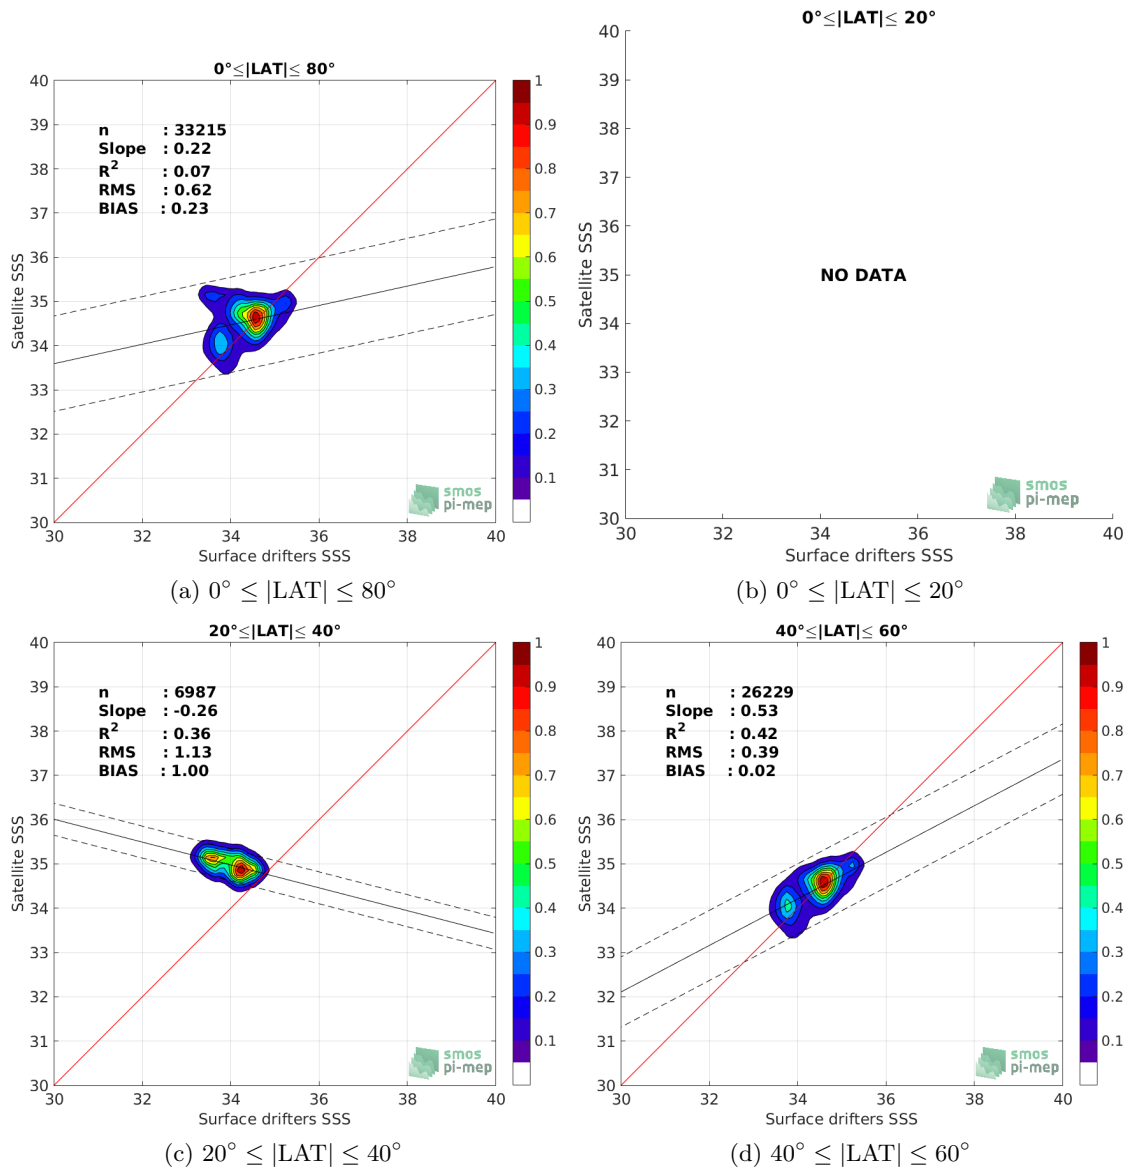 0°≤|LAT|≤ 80°
40
39
38
37
36
35
34
33
32
31
30
30 32 34 36 38 40
Satellite SSS
Surface drifters SSS
n : 33215
Slope : 0.22
R2 : 0.07
RMS : 0.62
BIAS : 0.23
1
0.9
0.8
0.7
0.6
0.5
0.4
0.3
0.2
0.1
smos
pi-mep
(a) 0° ≤ |LAT| ≤ 80°
0°≤|LAT|≤ 20°
40
39
38
37
36
35
34
33
32
31
30
30 32 34 36 38 40
Satellite SSS
Surface drifters SSS
NO DATA
smos
pi-mep
(b) 0° ≤ |LAT| ≤ 20°
20°≤|LAT|≤ 40°
40
39
38
37
36
35
34
33
32
31
30
30 32 34 36 38 40
Satellite SSS
Surface drifters SSS
n : 6987
Slope : -0.26
R2 : 0.36
RMS : 1.13
BIAS : 1.00
1
0.9
0.8
0.7
0.6
0.5
0.4
0.3
0.2
0.1
smos
pi-mep
(c) 20° ≤ |LAT| ≤ 40°
40°≤|LAT|≤ 60°
40
39
38
37
36
35
34
33
32
31
30
30 32 34 36 38 40
Satellite SSS
Surface drifters SSS
n : 26229
Slope : 0.53
R2 : 0.42
RMS : 0.39
BIAS : 0.02
1
0.9
0.8
0.7
0.6
0.5
0.4
0.3
0.2
0.1
smos
pi-mep
(d) 40° ≤ |LAT| ≤ 60°